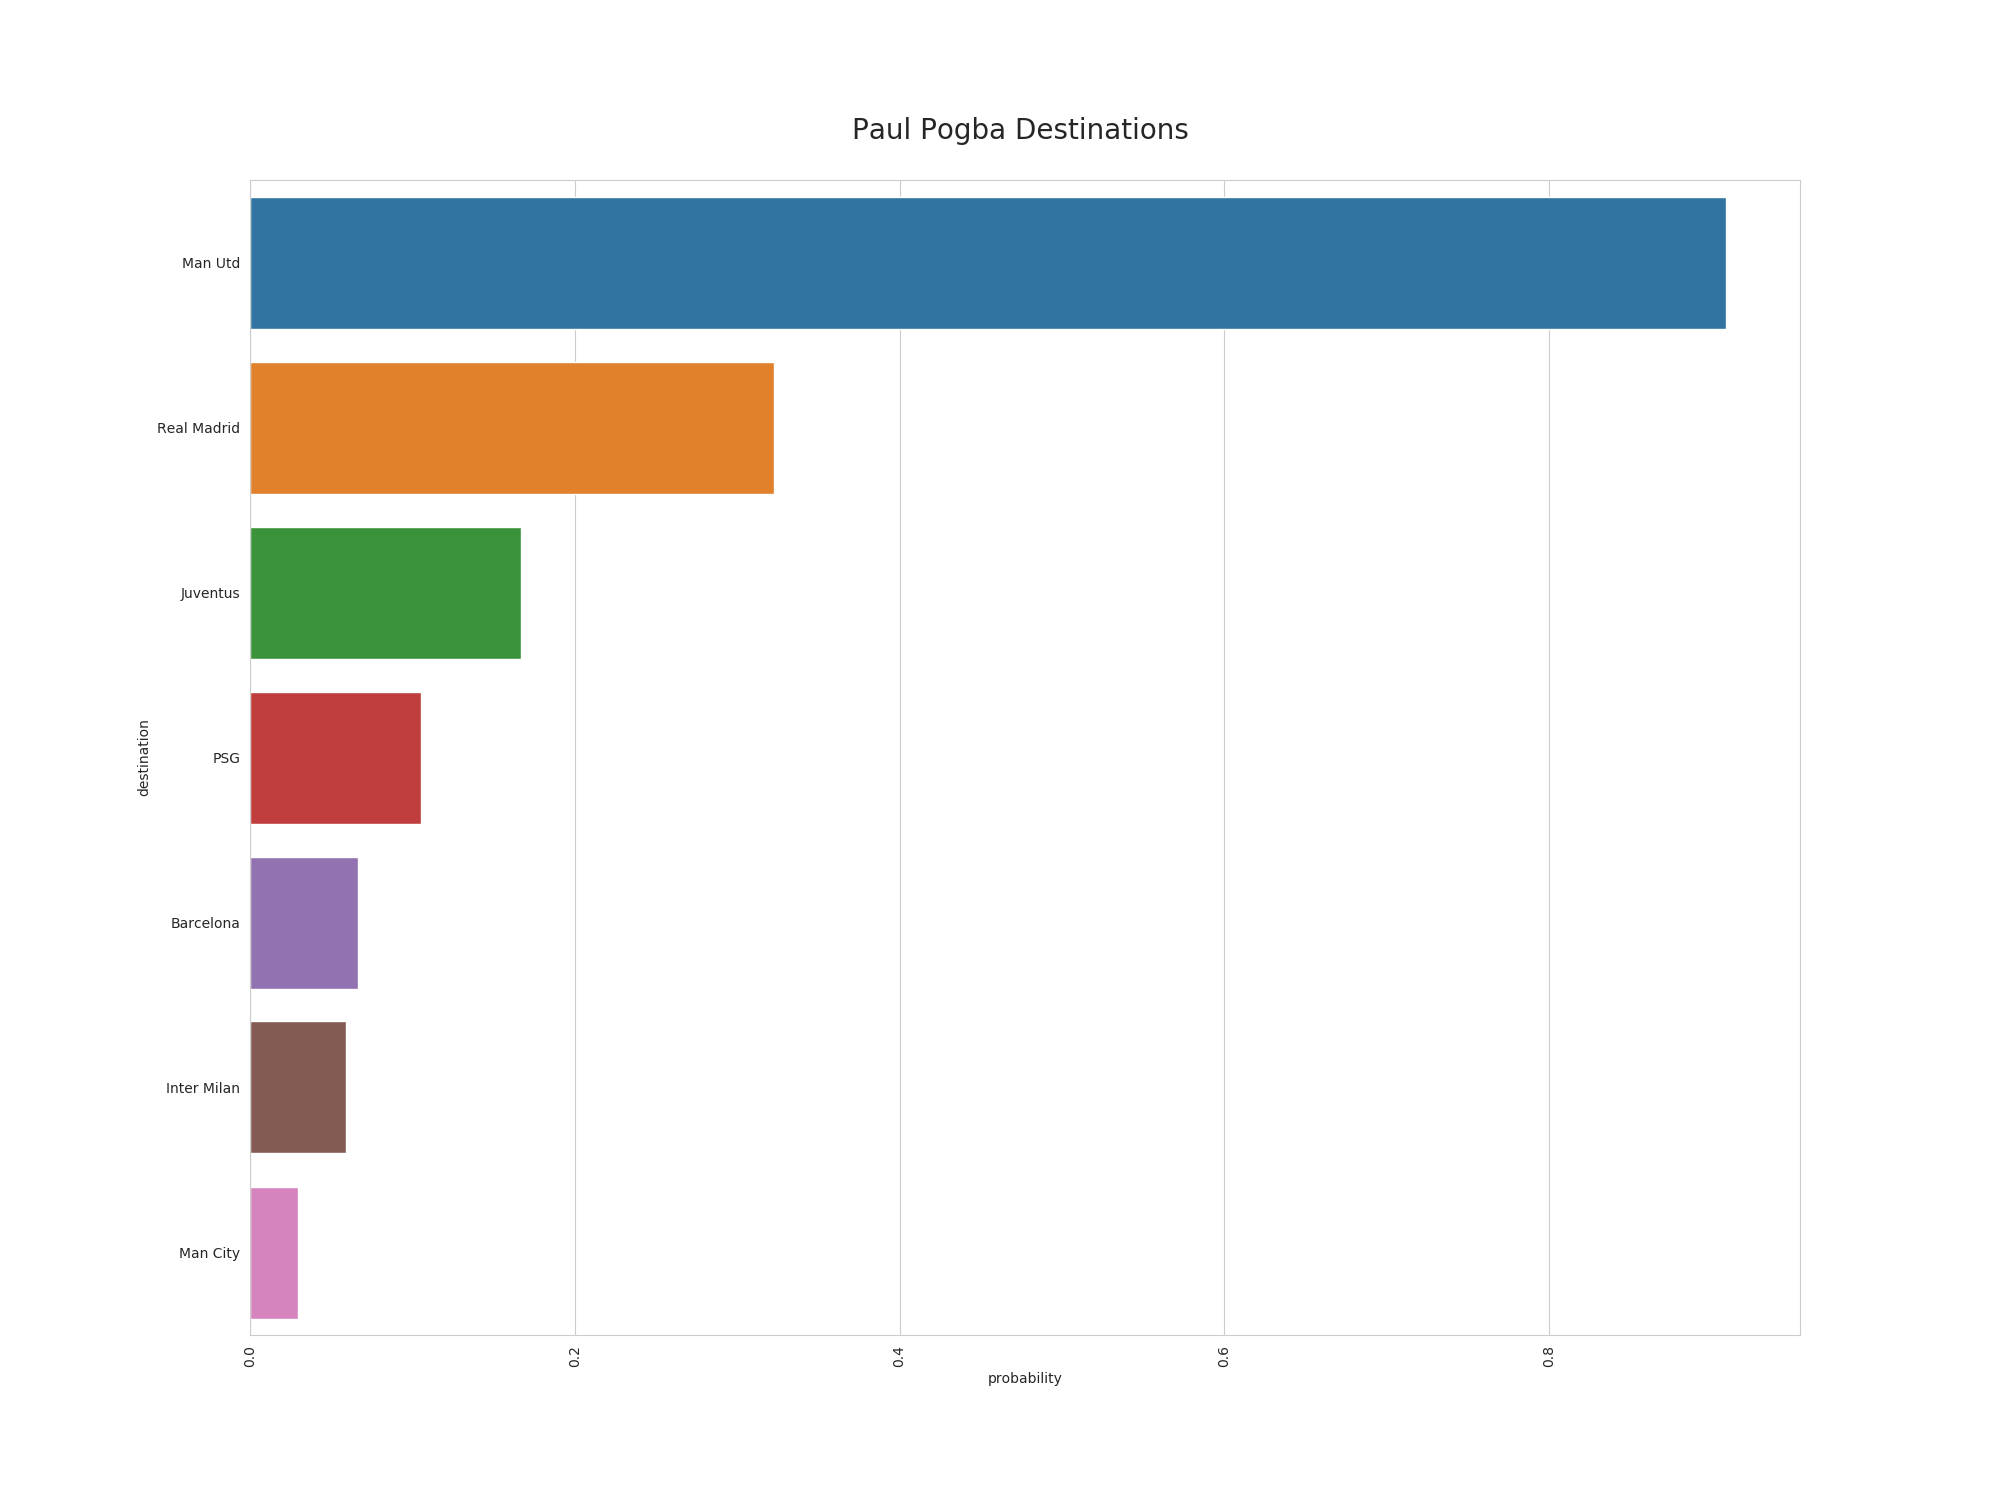 Paul Pogba Destinations
destination
Man Utd
Real Madrid
Juventus
PSG
Barcelona
Inter Milan
Man City
0.0
0.2
0.4
0.6
0.8
probability